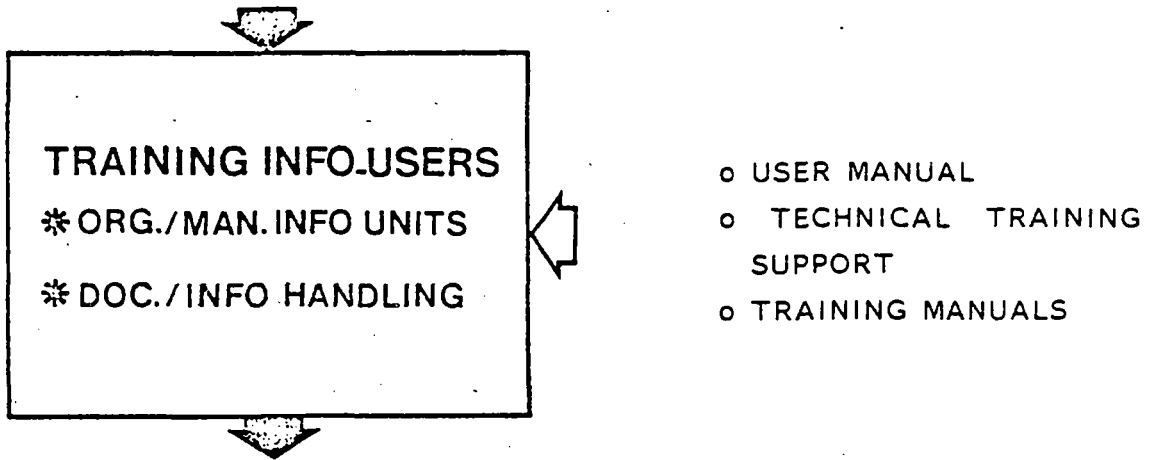 TRAINING INFO-USERS
* ORG./MAN. INFO UNITS
* DOC./INFO HANDLING
o USER MANUAL
o TECHNICAL TRAINING
SUPPORT
o TRAINING MANUALS